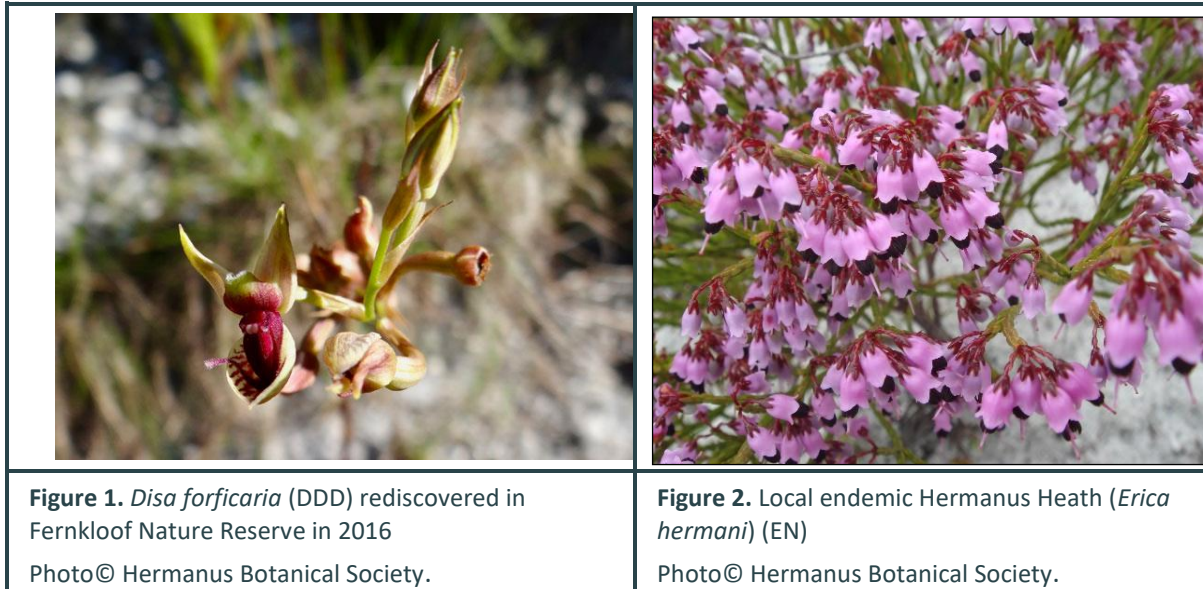 Figure 1. Disa forficaria (DDD) rediscovered in
Fernkloof Nature Reserve in 2016
Photo© Hermanus Botanical Society.
Figure 2. Local endemic Hermanus Heath (Erica
hermani) (EN)
Photo© Hermanus Botanical Society.